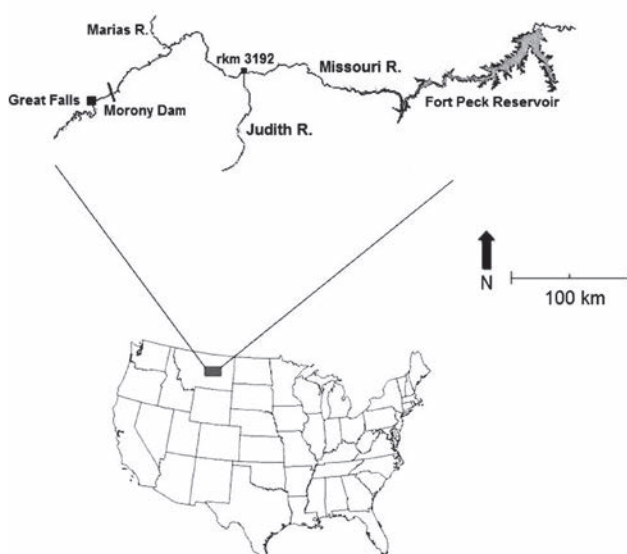 Marias R.
rkm 3192
Missouri R.
Great Falls
Morony Dam
Fort Peck Reservoir
Judith R.
N
100 km